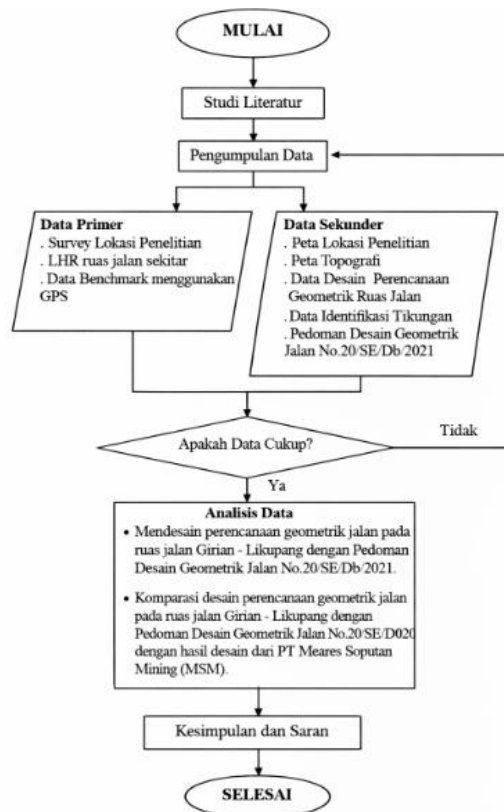 MULAI
Studi Literatur
Pengumpulan Data
Data Primer
. Survey Lokasi Penelitian
. LHR ruas jalan sekitar
. Data Benchmark menggunakan
GPS
Data Sekunder
. Peta Lokasi Penelitian
. Peta Topografi
. Data Desain Perencanaan
Geometrik Ruas Jalan
. Data Identifikasi Tikungan
. Pedoman Desain Geometrik
Jalan No.20/SE/Db/2021
Apakah Data Cukup?
Tidak
Ya
Analisis Data
• Mendesain perencanaan geometrik jalan pada
ruas jalan Girian - Likupang dengan Pedoman
Desain Geometrik Jalan No.20/SE/Db/2021.
• Komparasi desain perencanaan geometrik jalan
pada ruas jalan Girian - Likupang dengan
Pedoman Desain Geometrik Jalan No.20/SE/D020
dengan hasil desain dari PT Meares Soputan
Mining (MSM).
Kesimpulan dan Saran
SELESAI